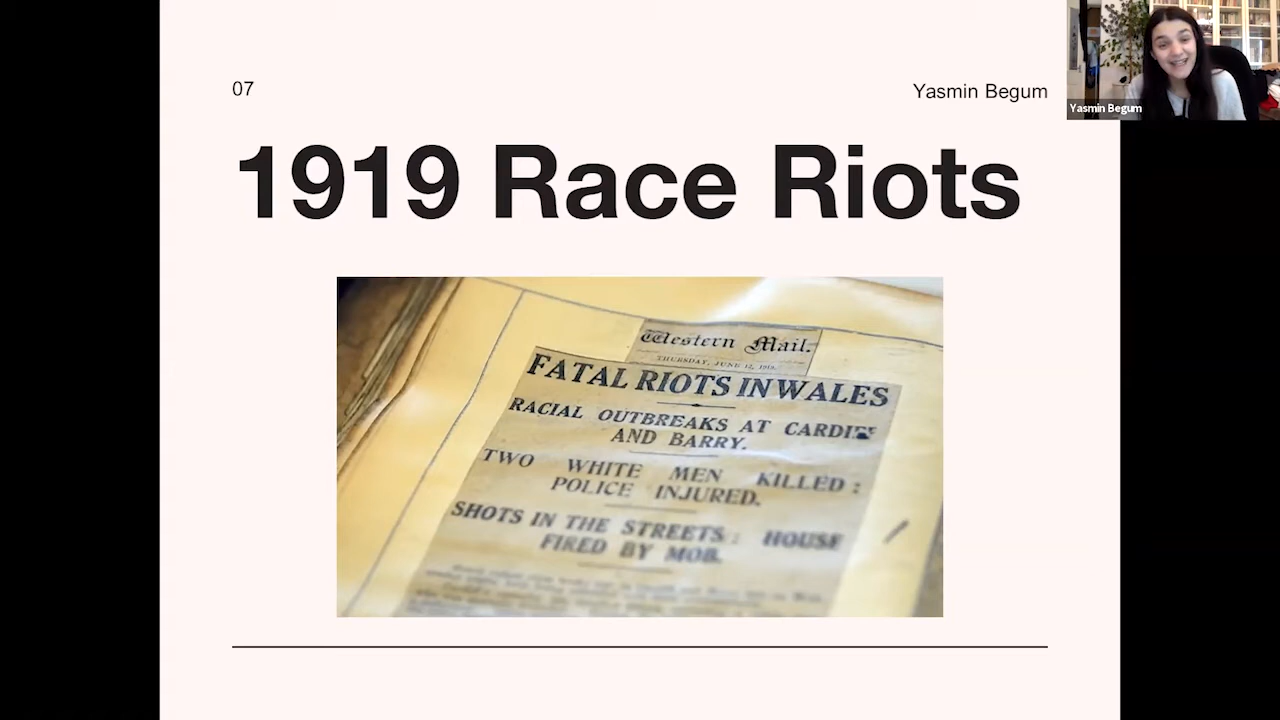 07
Yasmin Begum
Yasmin Begum
1919 Race Riots
Western Mail.
THURSDAY, JUNE 12, 1919.
FATAL RIOTS IN WALES
RACIAL OUTBREAKS AT CARDIFF
AND BARRY.
TWO WHITE MEN KILLED:
POLICE INJURED.
SHOTS IN THE STREETS: HOUSE
FIRED BY MOB.